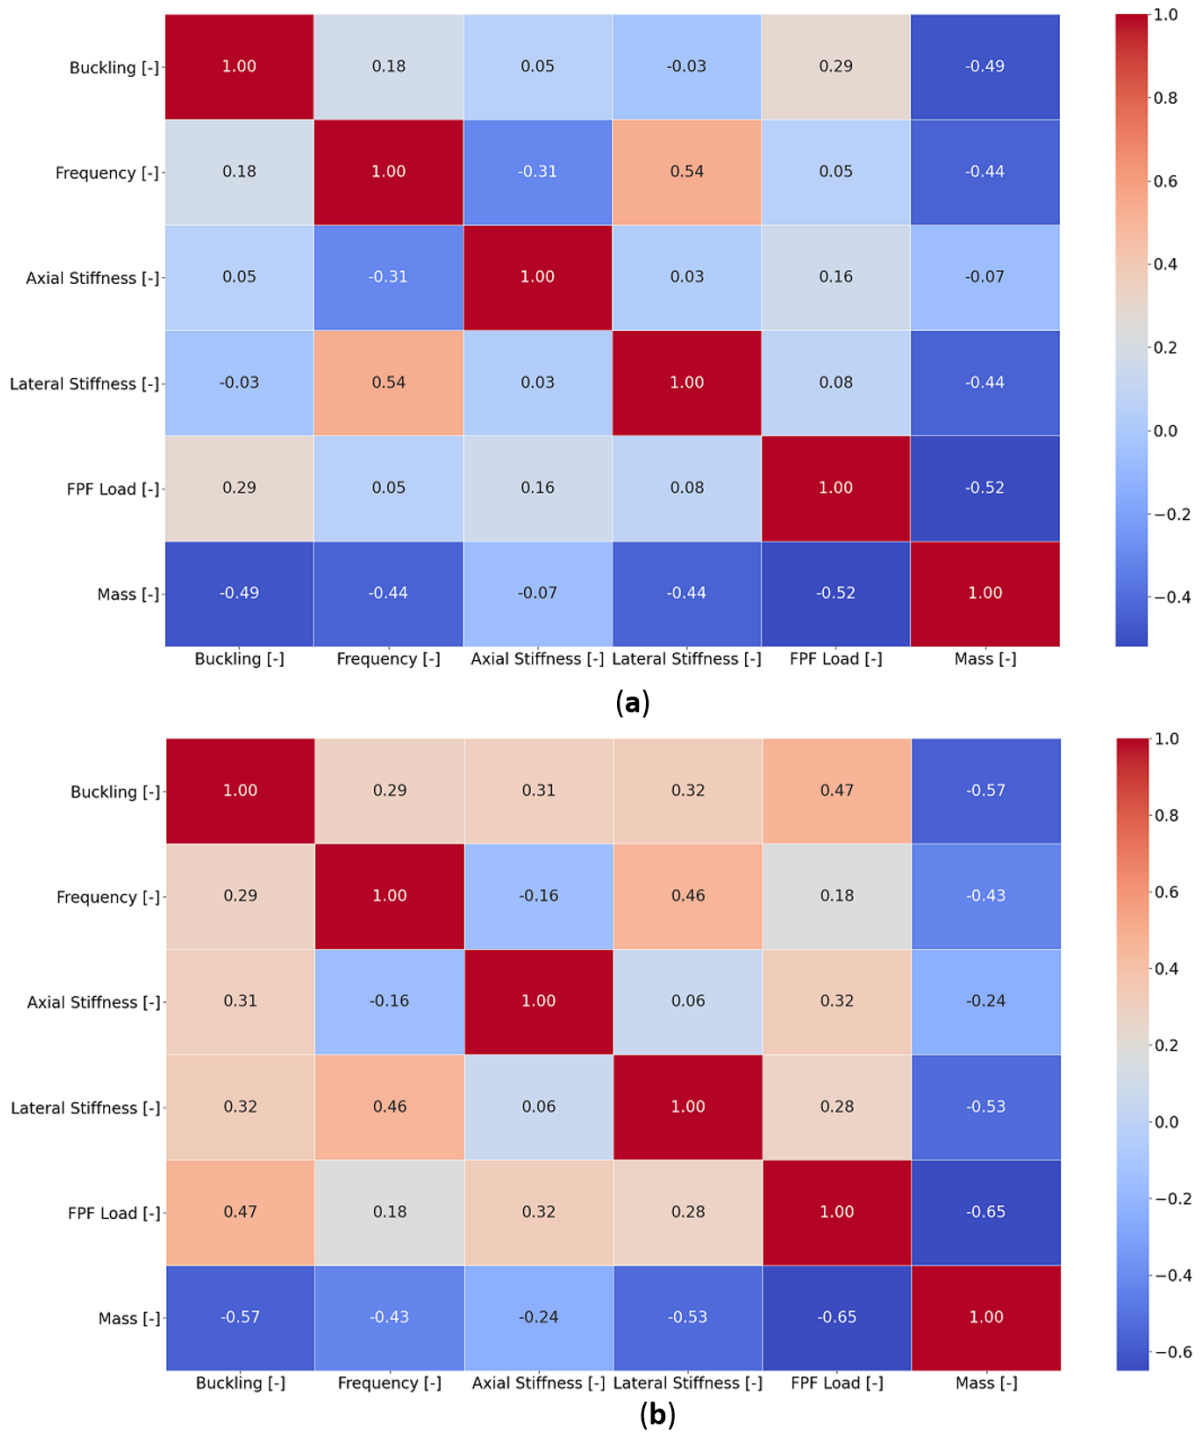 1.0
Buckling [-] 1.00 0.18 0.05 -0.03 0.29 -0.49
0.8
Frequency [-] 0.18 1.00 -0.31 0.54 0.05 -0.44
0.6
Axial Stiffness [-] 0.05 -0.31 1.00 0.03 0.16 -0.07
0.4
0.2
Lateral Stiffness [-] -0.03 0.54 0.03 1.00 0.08 -0.44
0.0
FPF Load [-] 0.29 0.05 0.16 0.08 1.00 -0.52
−0.2
Mass [-] -0.49 -0.44 -0.07 -0.44 -0.52 1.00
−0.4
Buckling [-] Frequency [-] Axial Stiffness [-] Lateral Stiffness [-] FPF Load [-] Mass [-]
(a)
1.0
Buckling [-] 1.00 0.29 0.31 0.32 0.47 -0.57
0.8
Frequency [-] 0.29 1.00 -0.16 0.46 0.18 -0.43
0.6
0.4
Axial Stiffness [-] 0.31 -0.16 1.00 0.06 0.32 -0.24
0.2
Lateral Stiffness [-] 0.32 0.46 0.06 1.00 0.28 -0.53
0.0
−0.2
FPF Load [-] 0.47 0.18 0.32 0.28 1.00 -0.65
−0.4
Mass [-] -0.57 -0.43 -0.24 -0.53 -0.65 1.00
−0.6
Buckling [-] Frequency [-] Axial Stiffness [-] Lateral Stiffness [-] FPF Load [-] Mass [-]
(b)